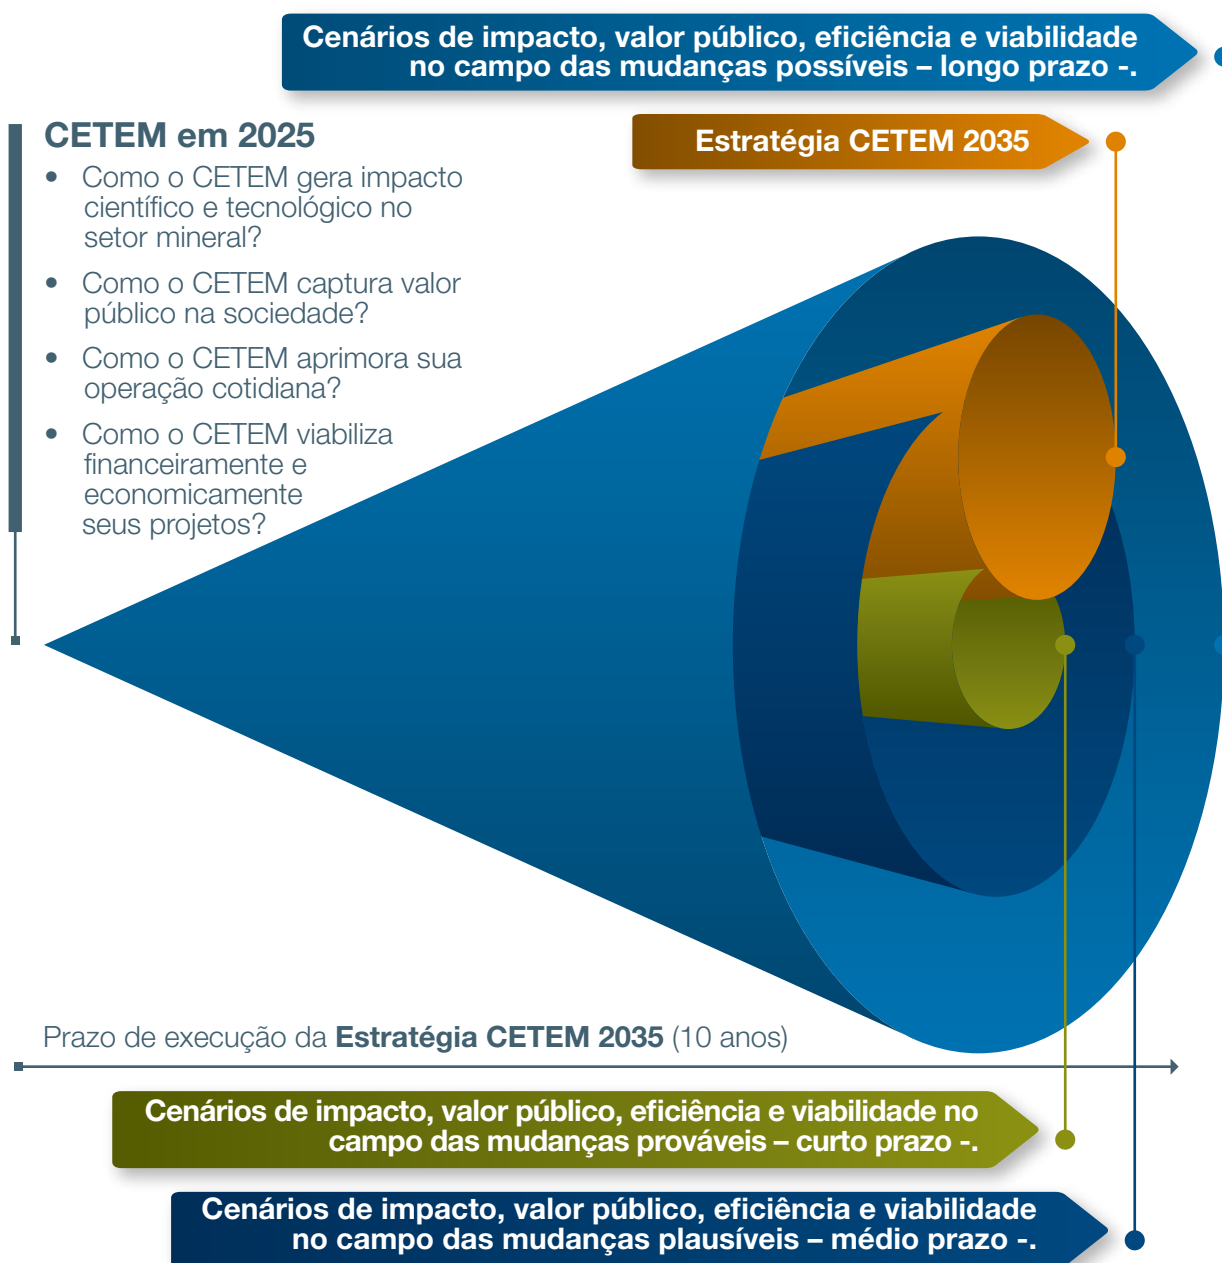 Cenários de impacto, valor público, eficiência e viabilidade
no campo das mudanças possíveis – longo prazo -.
Estratégia CETEM 2035
CETEM em 2025
• Como o CETEM gera impacto
científico e tecnológico no
setor mineral?
• Como o CETEM captura valor
público na sociedade?
• Como o CETEM aprimora sua
operação cotidiana?
• Como o CETEM viabiliza
financeiramente e
economicamente
seus projetos?
Prazo de execução da Estratégia CETEM 2035 (10 anos)
Cenários de impacto, valor público, eficiência e viabilidade no
campo das mudanças prováveis – curto prazo -.
Cenários de impacto, valor público, eficiência e viabilidade
no campo das mudanças plausíveis – médio prazo -.